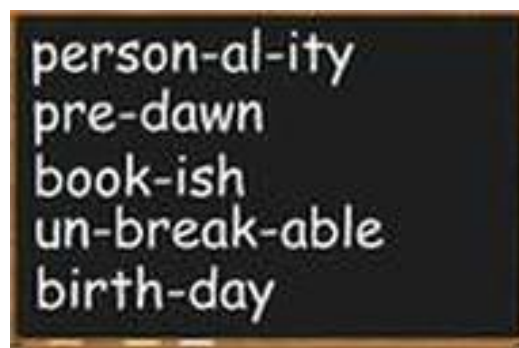 person-al-ity
pre-dawn
book-ish
un-break-able
birth-day